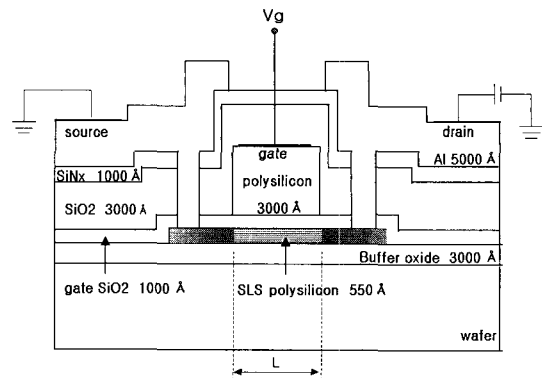 Vg
source
drain
gate
Al 5000 Å
SiNx 1000 Å
polysilicon
SiO2 3000 Å
3000 Å
Buffer oxide 3000 Å
gate SiO2 1000 Å
SLS polysilicon 550 Å
wafer
L